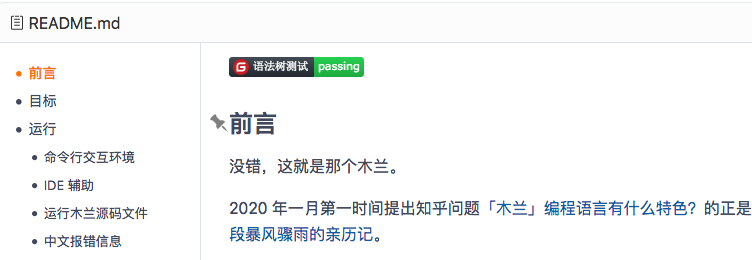 README.md
前言
目标
运行
命令行交互环境
IDE 辅助
运行木兰源码文件
中文报错信息
G 语法树测试 passing
前言
没错，这就是那个木兰。
2020 年一月第一时间提出知乎问题「木兰」编程语言有什么特色？的正是
段暴风骤雨的亲历记。